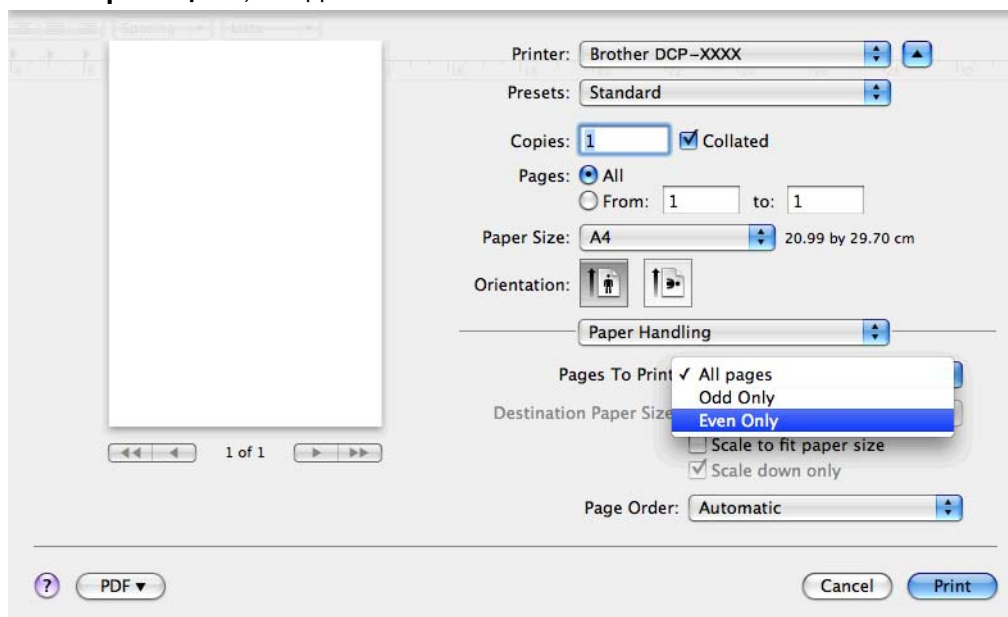 Printer: Brother DCP-XXXX
Presets: Standard
Copies: 1 Collated
Pages: All
From: 1 to: 1
Paper Size: A4 20.99 by 29.70 cm
Orientation:
Paper Handling
Pages To Print All pages
Odd Only
Destination Paper Size
Even Only
Scale to fit paper size
1 of 1
Scale down only
Page Order: Automatic
? PDF Cancel Print